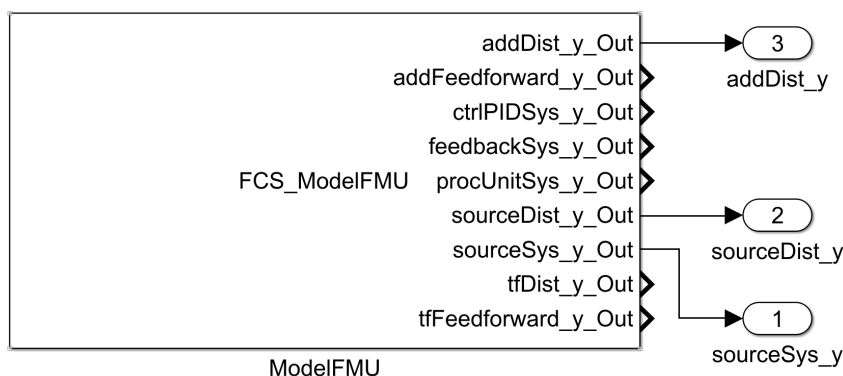 addDist_y_Out
3
addDist_y
addFeedforward_y_Out
ctrlPIDSys_y_Out
feedbackSys_y_Out
FCS_ModelFMU procUnitSys_y_Out
sourceDist_y_Out
2
sourceDist_y
sourceSys_y_Out
tfDist_y_Out
tfFeedforward_y_Out
1
sourceSys_y
ModelFMU